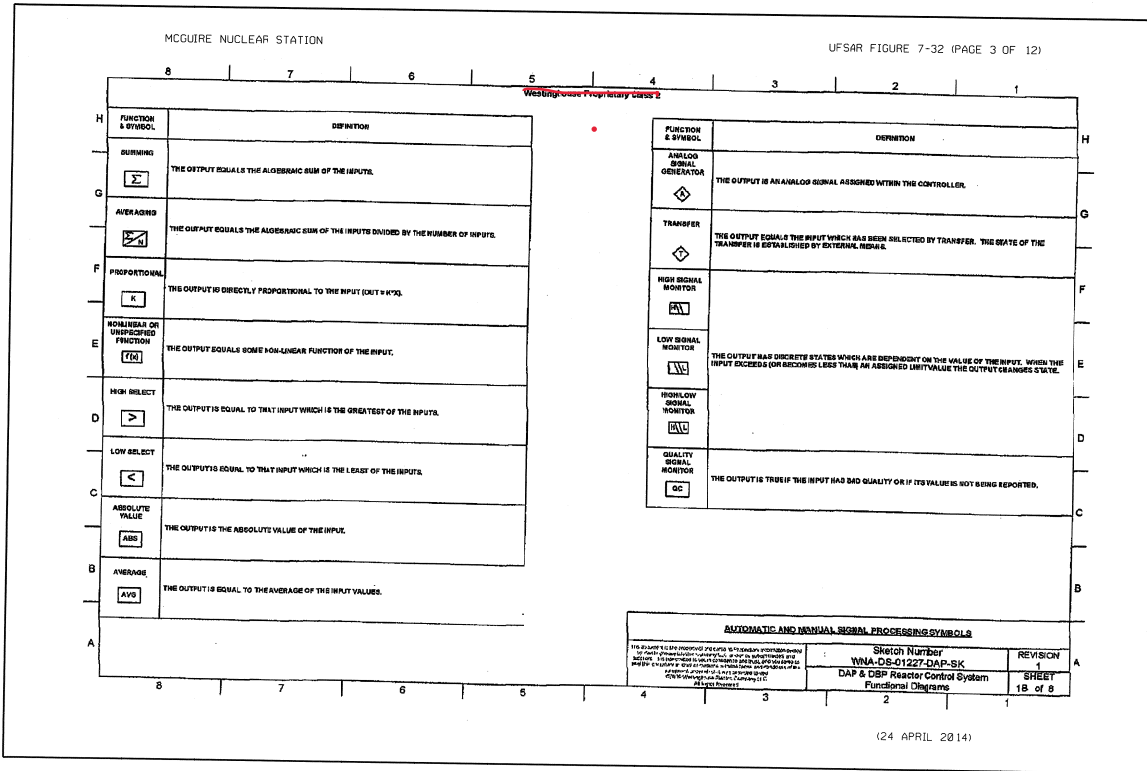 MCGUIRE NUCLEAR STATION
UFSAR FIGURE 7-32 (PAGE 3 OF 12)
8 7 6 5 4 3 2 1
Westinghouse Proprietary Class 2
H
G
F
E
D
C
B
A
FUNCTION & SYMBOL
DEFINITION
SUMMING
Σ
THE OUTPUT EQUALS THE ALGEBRAIC SUM OF THE INPUTS.
AVERAGING
Σ/N
THE OUTPUT EQUALS THE ALGEBRAIC SUM OF THE INPUTS DIVIDED BY THE NUMBER OF INPUTS.
PROPORTIONAL
K
THE OUTPUT IS DIRECTLY PROPORTIONAL TO THE INPUT (OUT = K*X).
NONLINEAR OR
UNSPECIFIED
FUNCTION
f(x)
THE OUTPUT EQUALS SOME NON-LINEAR FUNCTION OF THE INPUT.
HIGH SELECT
>
THE OUTPUT IS EQUAL TO THAT INPUT WHICH IS THE GREATEST OF THE INPUTS.
LOW SELECT
<
THE OUTPUT IS EQUAL TO THAT INPUT WHICH IS THE LEAST OF THE INPUTS.
ABSOLUTE
VALUE
ABS
THE OUTPUT IS THE ABSOLUTE VALUE OF THE INPUT.
AVERAGE
AVG
THE OUTPUT IS EQUAL TO THE AVERAGE OF THE INPUT VALUES.
FUNCTION
& SYMBOL
DEFINITION
ANALOG
SIGNAL
GENERATOR
A
THE OUTPUT IS AN ANALOG SIGNAL ASSIGNED WITHIN THE CONTROLLER.
TRANSFER
T
THE OUTPUT EQUALS THE INPUT WHICH HAS BEEN SELECTED BY TRANSFER. THE STATE OF THE
TRANSFER IS ESTABLISHED BY EXTERNAL MEANS.
HIGH SIGNAL
MONITOR
H\\
LOW SIGNAL
MONITOR
\\L
THE OUTPUT HAS DISCRETE STATES WHICH ARE DEPENDENT ON THE VALUE OF THE INPUT. WHEN THE
INPUT EXCEEDS (OR BECOMES LESS THAN) AN ASSIGNED LIMIT VALUE THE OUTPUT CHANGES STATE.
HIGH/LOW
SIGNAL
MONITOR
H\\L
QUALITY
SIGNAL
MONITOR
QC
THE OUTPUT IS TRUE IF THE INPUT HAS BAD QUALITY OR IF ITS VALUE IS NOT BEING REPORTED.
H
G
F
E
D
C
B
A
AUTOMATIC AND MANUAL SIGNAL PROCESSING SYMBOLS
All Rights Reserved
Sketch Number
WNA-DS-01227-DAP-SK
REVISION
1
DAP & DBP Reactor Control System
Functional Diagrams
SHEET
1B of 8
8 7 6 5 4 3 2 1
(24 APRIL 2014)